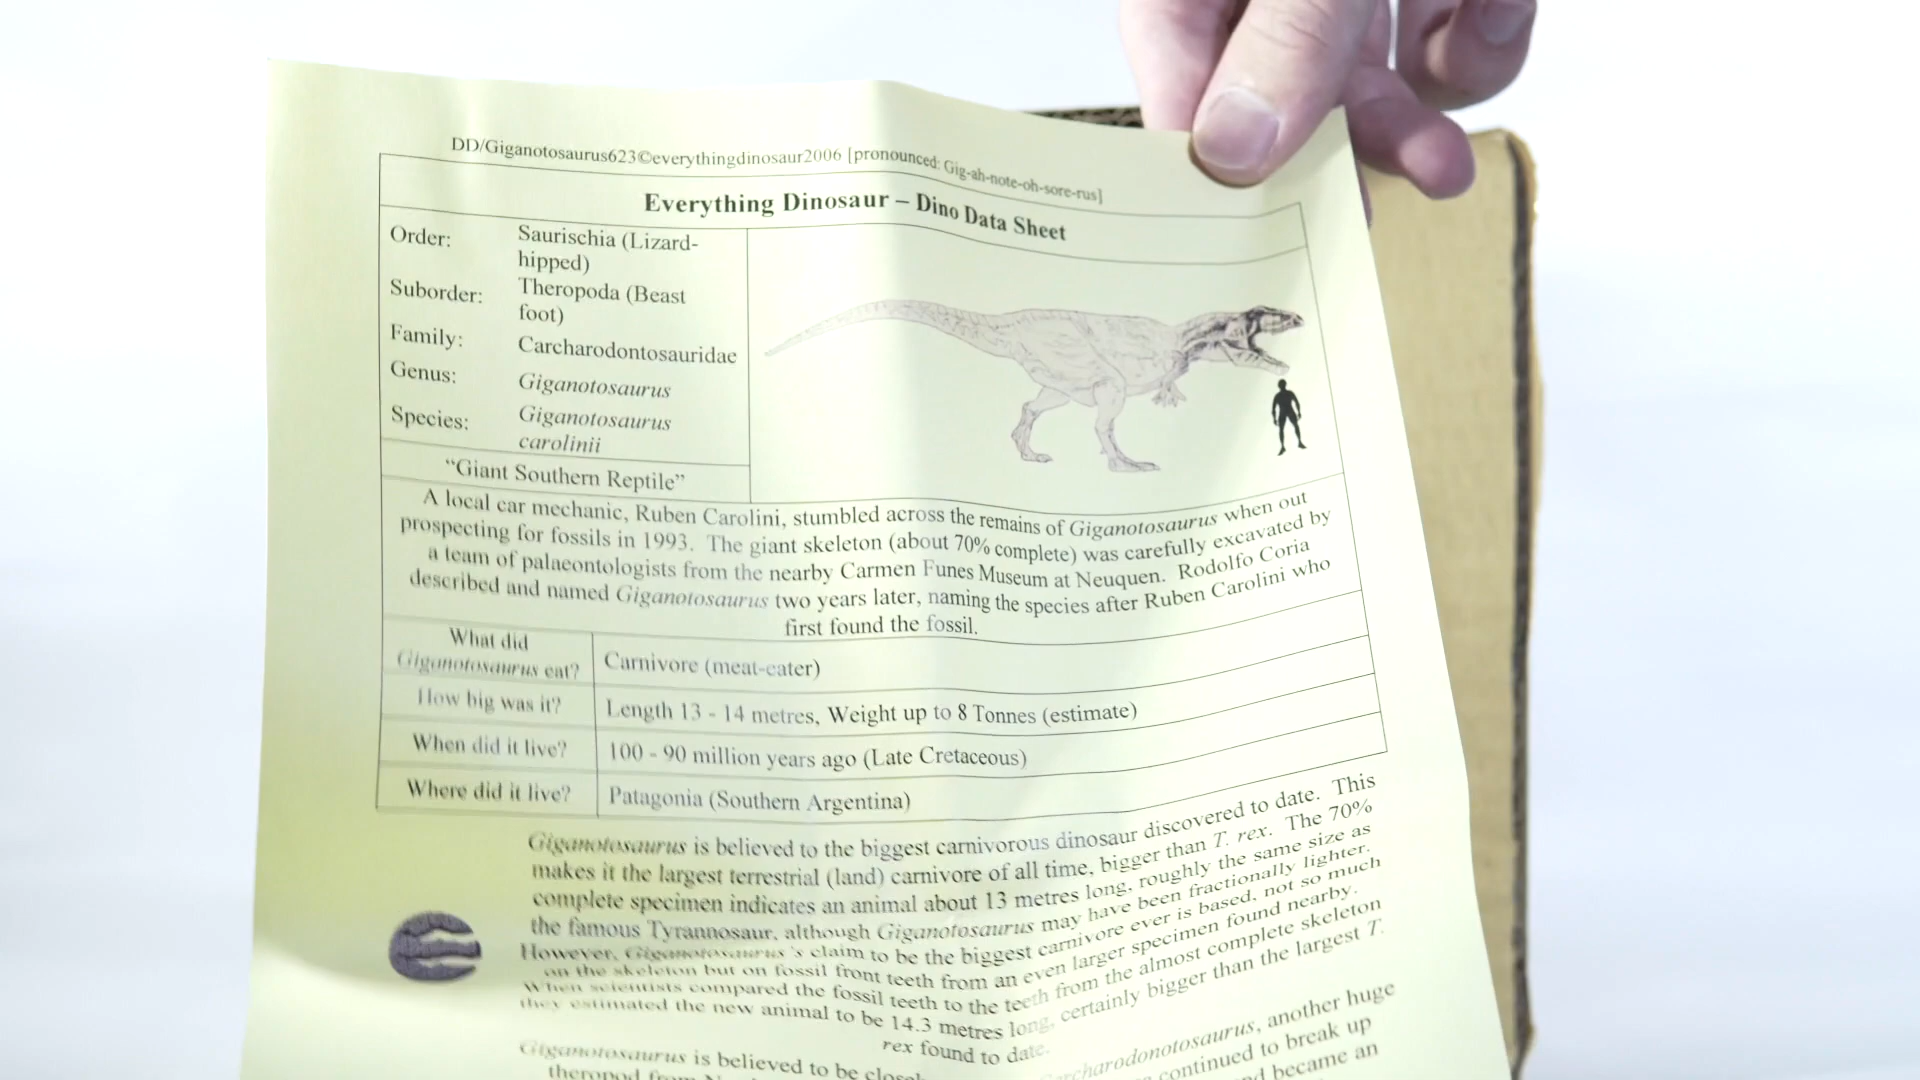 DD/Giganotosaurus623©everythingdinosaur2006 [pronounced: Gig-ah-note-oh-sore-rus]
Everything Dinosaur – Dino Data Sheet
Order: Saurischia (Lizard-
hipped)
Suborder: Theropoda (Beast
foot)
Family: Carcharodontosauridae
Genus: Giganotosaurus
Species: Giganotosaurus
carolinii
“Giant Southern Reptile”
A local car mechanic, Ruben Carolini, stumbled across the remains of Giganotosaurus when out
prospecting for fossils in 1993. The giant skeleton (about 70% complete) was carefully excavated by
a team of palaeontologists from the nearby Carmen Funes Museum at Neuquen. Rodolfo Coria
described and named Giganotosaurus two years later, naming the species after Ruben Carolini who
first found the fossil.
What did
Giganotosaurus eat? Carnivore (meat-eater)
How big was it? Length 13 - 14 metres, Weight up to 8 Tonnes (estimate)
When did it live? 100 - 90 million years ago (Late Cretaceous)
Where did it live? Patagonia (Southern Argentina)
Giganotosaurus is believed to the biggest carnivorous dinosaur discovered to date. This
makes it the largest terrestrial (land) carnivore of all time, bigger than T. rex. The 70%
complete specimen indicates an animal about 13 metres long, roughly the same size as
the famous Tyrannosaur, although Giganotosaurus may have been fractionally lighter.
However, Giganotosaurus's claim to be the biggest carnivore ever is based, not so much
on the skeleton but on fossil front teeth from an even larger specimen found nearby.
When scientists compared the fossil teeth to the teeth from the almost complete skeleton
they estimated the new animal to be 14.3 metres long, certainly bigger than the largest T.
rex found to date.
Giganotosaurus is believed to be another huge
theropod from continued to break up
became an